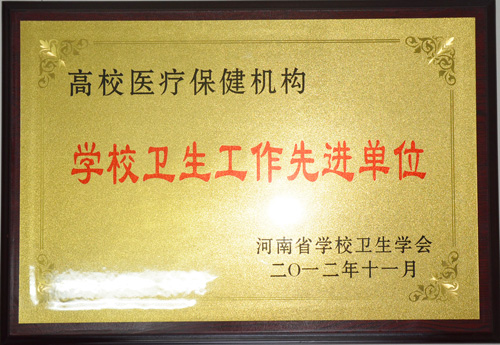 高校医疗保健机构
学校卫生工作先进单位
河南省学校卫生学会
二〇一二年十一月